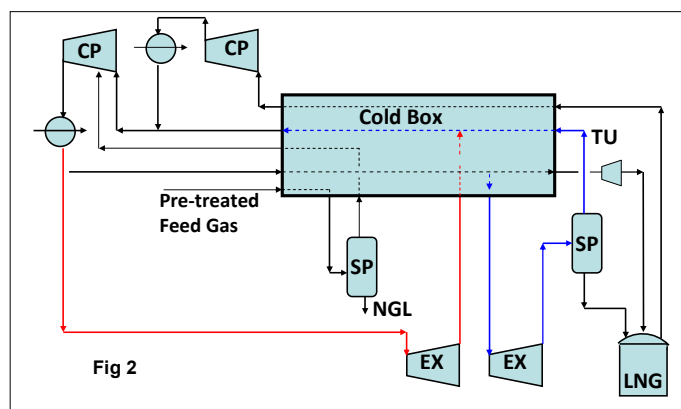 CP
CP
Cold Box
TU
Pre-treated
Feed Gas
SP
SP
NGL
EX
EX
LNG
Fig 2